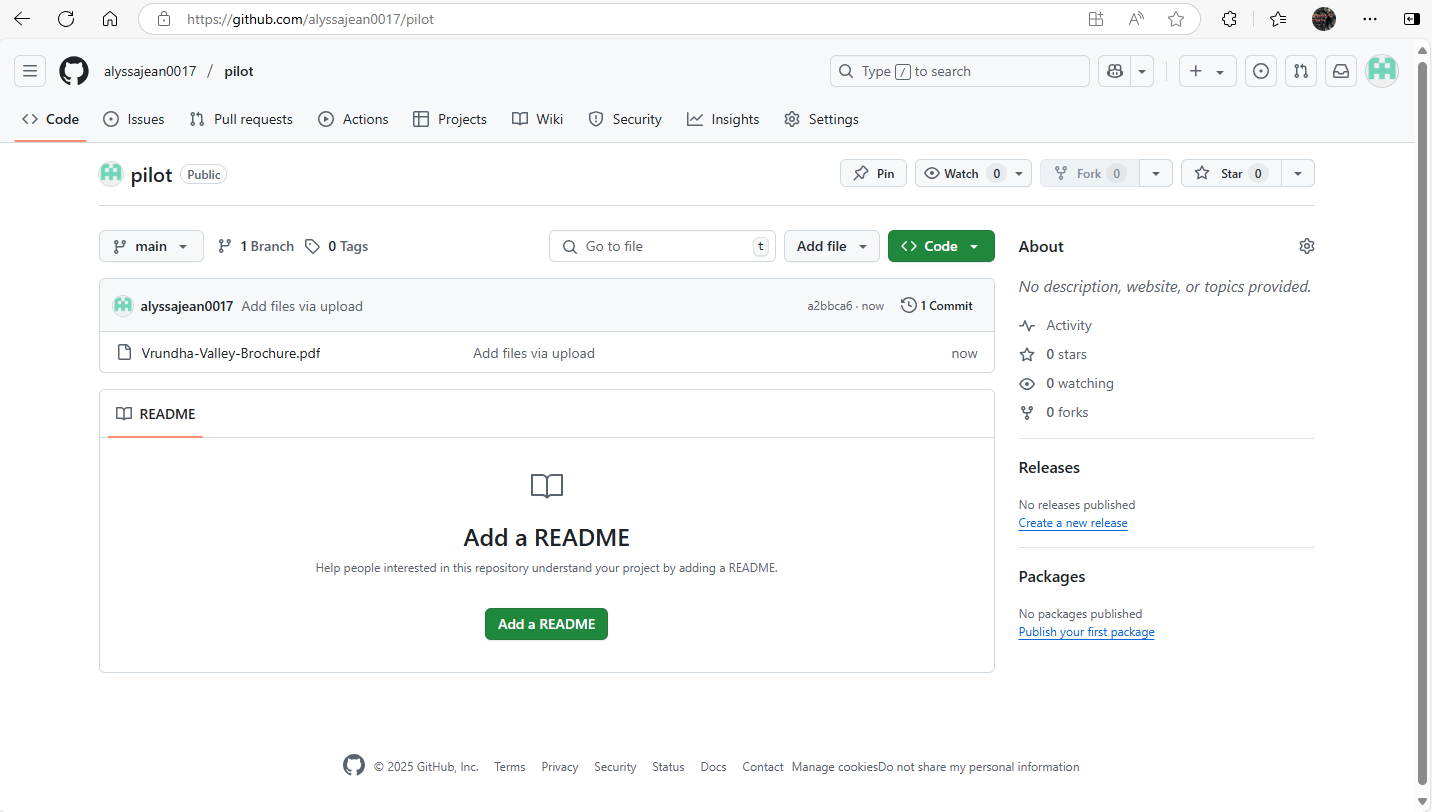 https://github.com/alyssajean0017/pilot
alyssajean0017 / pilot
Type / to search
Code Issues Pull requests Actions Projects Wiki Security Insights Settings
pilot Public
Pin Watch 0 Fork 0 Star 0
main 1 Branch 0 Tags Go to file t Add file Code
alyssajean0017 Add files via upload a2bbca6 · now 1 Commit
Vrundha-Valley-Brochure.pdf Add files via upload now
README
Add a README
Help people interested in this repository understand your project by adding a README.
Add a README
About
No description, website, or topics provided.
Activity
0 stars
0 watching
0 forks
Releases
No releases published
Create a new release
Packages
No packages published
Publish your first package
© 2025 GitHub, Inc. Terms Privacy Security Status Docs Contact Manage cookies Do not share my personal information